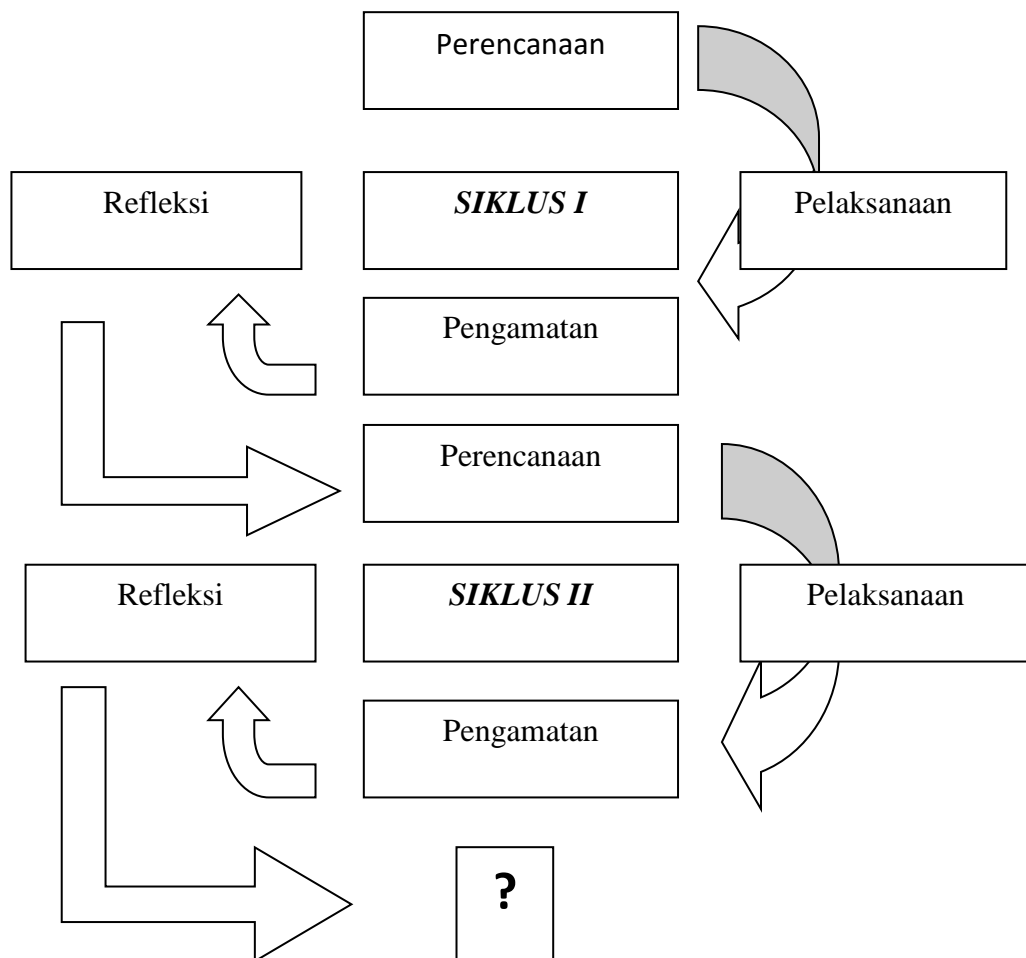 Perencanaan
Refleksi
SIKLUS I
Pelaksanaan
Pengamatan
Perencanaan
Refleksi
SIKLUS II
Pelaksanaan
Pengamatan
?